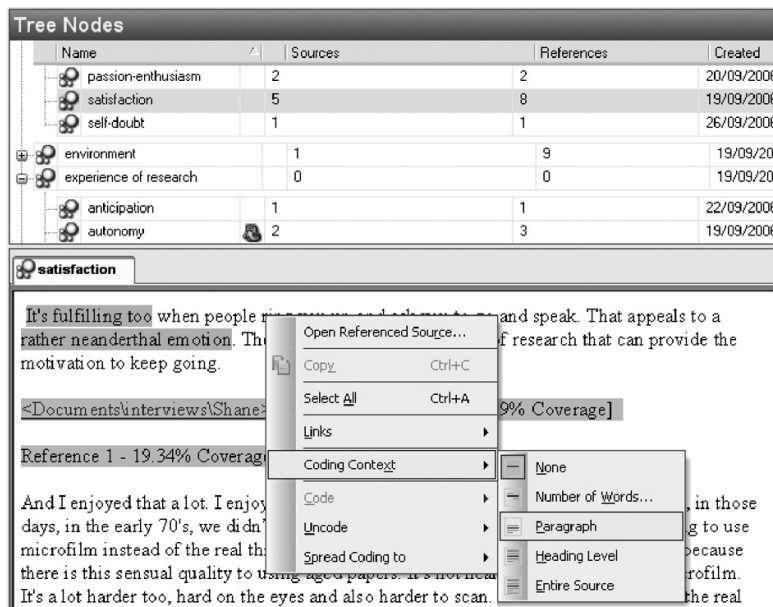 Tree Nodes
Name Sources References Created
passion-enthusiasm 2 2 20/09/2006
satisfaction 5 8 19/09/2006
self-doubt 1 1 26/09/2006
environment 1 9 19/09/20
experience of research 0 0 19/09/20
anticipation 1 1 22/09/2006
autonomy 2 3 19/09/2006
satisfaction
It's fulfilling too when people and speak. That appeals to a
rather neanderthal emotion. of research that can provide the
motivation to keep going.
<Documents\interviews\Shane> 9% Coverage]
Reference 1 - 19.34% Coverage
And I enjoyed that a lot. I enjoy , in those
days, in the early 70's, we didn' g to use
microfilm instead of the real ecause
there is this sensual quality to using aged papers. It's not rofilm.
It's a lot harder too, hard on the eyes and also harder to scan. the real
Open Referenced Source...
Copy Ctrl+C
Select All Ctrl+A
Links
Coding Context
Code
Uncode
Spread Coding to
None
Number of Words...
Paragraph
Heading Level
Entire Source